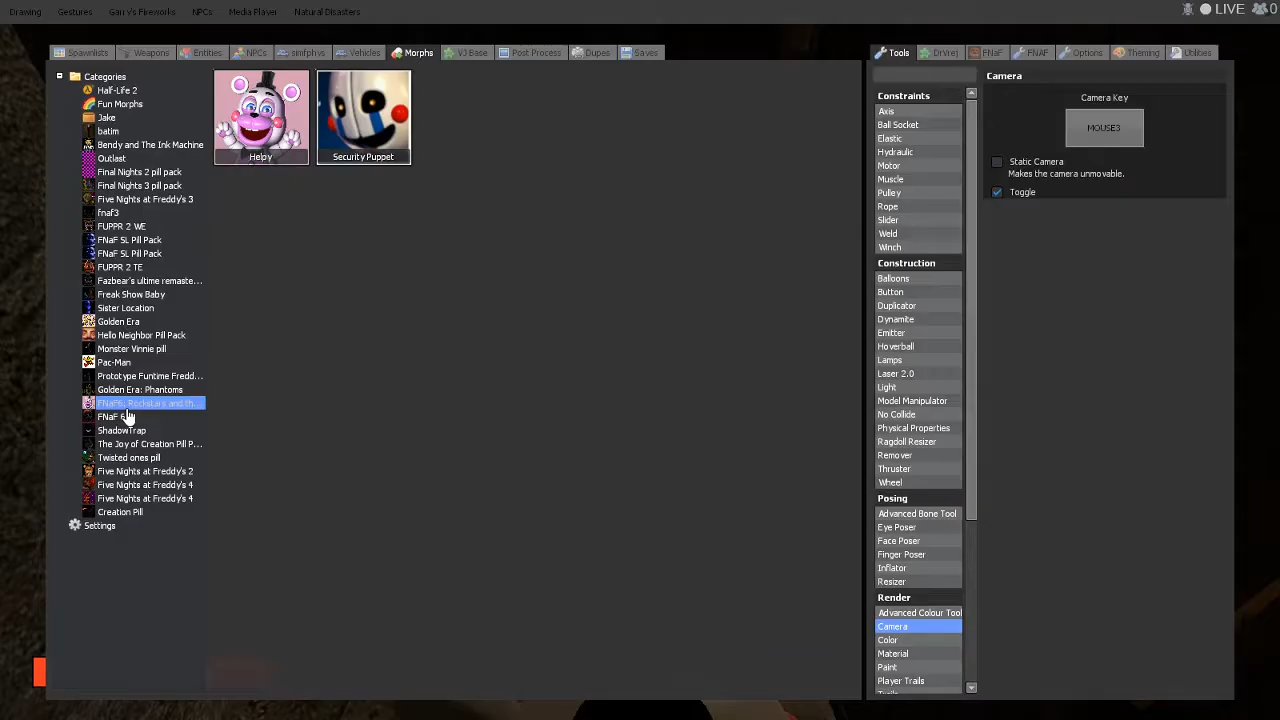 Drawing Gestures Garry's Fireworks NPCs Media Player Natural Disasters
LIVE 0
Spawnlists Weapons Entities NPCs simfphys Vehicles Morphs VJ Base Post Process Dupes Saves
Tools DrVrej FNaF FNAF Options Theming Utilities
Categories
Half-Life 2
Fun Morphs
Jake
batim
Bendy and The Ink Machine
Outlast
Final Nights 2 pill pack
Final Nights 3 pill pack
Five Nights at Freddy's 3
fnaf3
FUPPR 2 WE
FNaF SL Pill Pack
FNaF SL Pill Pack
FUPPR 2 TE
Fazbear's ultime remaste...
Freak Show Baby
Sister Location
Golden Era
Hello Neighbor Pill Pack
Monster Vinnie pill
Pac-Man
Prototype Funtime Fredd...
Golden Era: Phantoms
FNaF6: Rockstars and th...
FNaF 6
ShadowTrap
The Joy of Creation Pill P...
Twisted ones pill
Five Nights at Freddy's 2
Five Nights at Freddy's 4
Five Nights at Freddy's 4
Creation Pill
Settings
Helpy
Security Puppet
Constraints
Axis
Ball Socket
Elastic
Hydraulic
Motor
Muscle
Pulley
Rope
Slider
Weld
Winch
Construction
Balloons
Button
Duplicator
Dynamite
Emitter
Hoverball
Lamps
Laser 2.0
Light
Model Manipulator
No Collide
Physical Properties
Ragdoll Resizer
Remover
Thruster
Wheel
Posing
Advanced Bone Tool
Eye Poser
Face Poser
Finger Poser
Inflator
Resizer
Render
Advanced Colour Tool
Camera
Color
Material
Paint
Player Trails
Trails
Camera
Camera Key
MOUSE3
Static Camera
Makes the camera unmovable.
Toggle